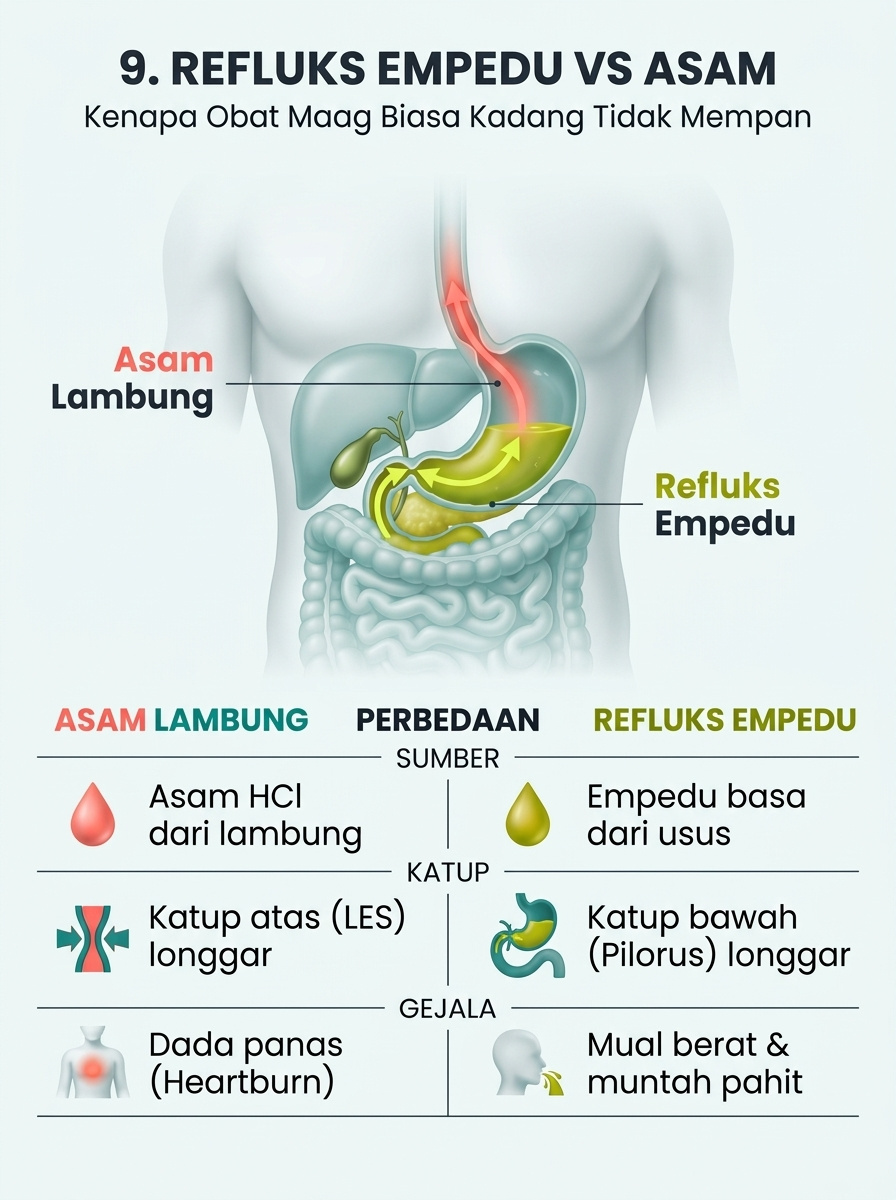 9. REFLUKS EMPEDU VS ASAM
Kenapa Obat Maag Biasa Kadang Tidak Mempan
Asam
Lambung
Refluks
Empedu
ASAM LAMBUNG
PERBEDAAN
REFLUKS EMPEDU
SUMBER
Asam HCl
dari lambung
Empedu basa
dari usus
KATUP
Katup atas (LES)
longgar
Katup bawah
(Pilorus) longgar
GEJALA
Dada panas
(Heartburn)
Mual berat &
muntah pahit